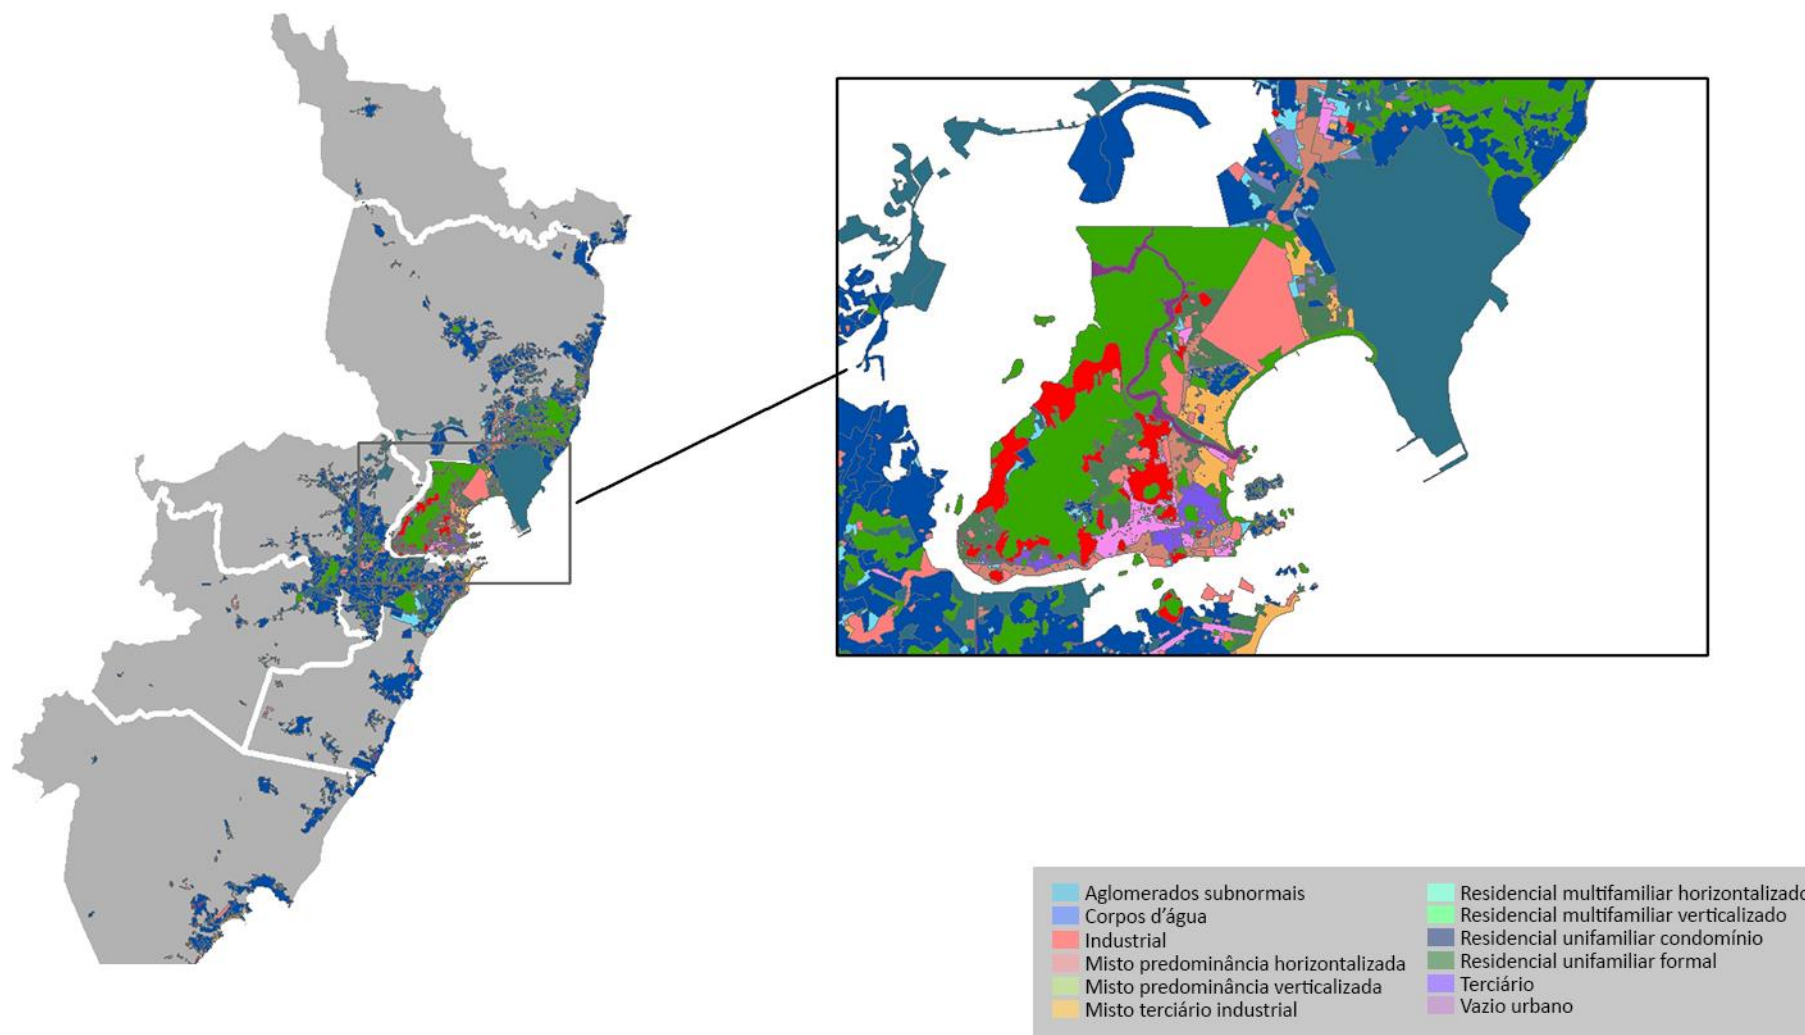 Aglomerados subnormais
Corpos d'água
Industrial
Misto predominância horizontalizada
Misto predominância verticalizada
Misto terciário industrial
Residencial multifamiliar horizontalizado
Residencial multifamiliar verticalizado
Residencial unifamiliar condomínio
Residencial unifamiliar formal
Terciário
Vazio urbano